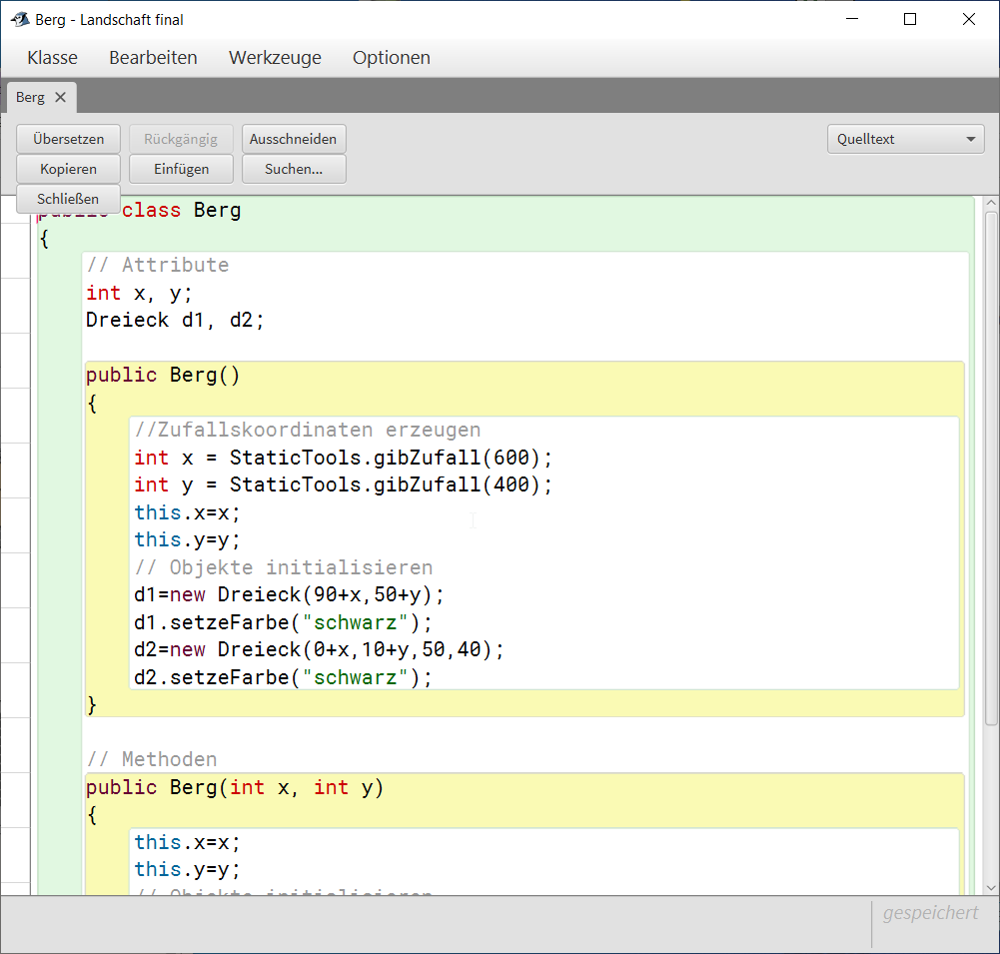 Berg - Landschaft final
Klasse Bearbeiten Werkzeuge Optionen
Berg
Übersetzen Rückgängig Ausschneiden Quelltext
Kopieren Einfügen Suchen...
Schließen
public class Berg
{
// Attribute
int x, y;
Dreieck d1, d2;
public Berg()
{
//Zufallskoordinaten erzeugen
int x = StaticTools.gibZufall(600);
int y = StaticTools.gibZufall(400);
this.x=x;
this.y=y;
// Objekte initialisieren
d1=new Dreieck(90+x,50+y);
d1.setzeFarbe("schwarz");
d2=new Dreieck(0+x,10+y,50,40);
d2.setzeFarbe("schwarz");
}
// Methoden
public Berg(int x, int y)
{
this.x=x;
this.y=y;
// Objekte initialisieren
gespeichert